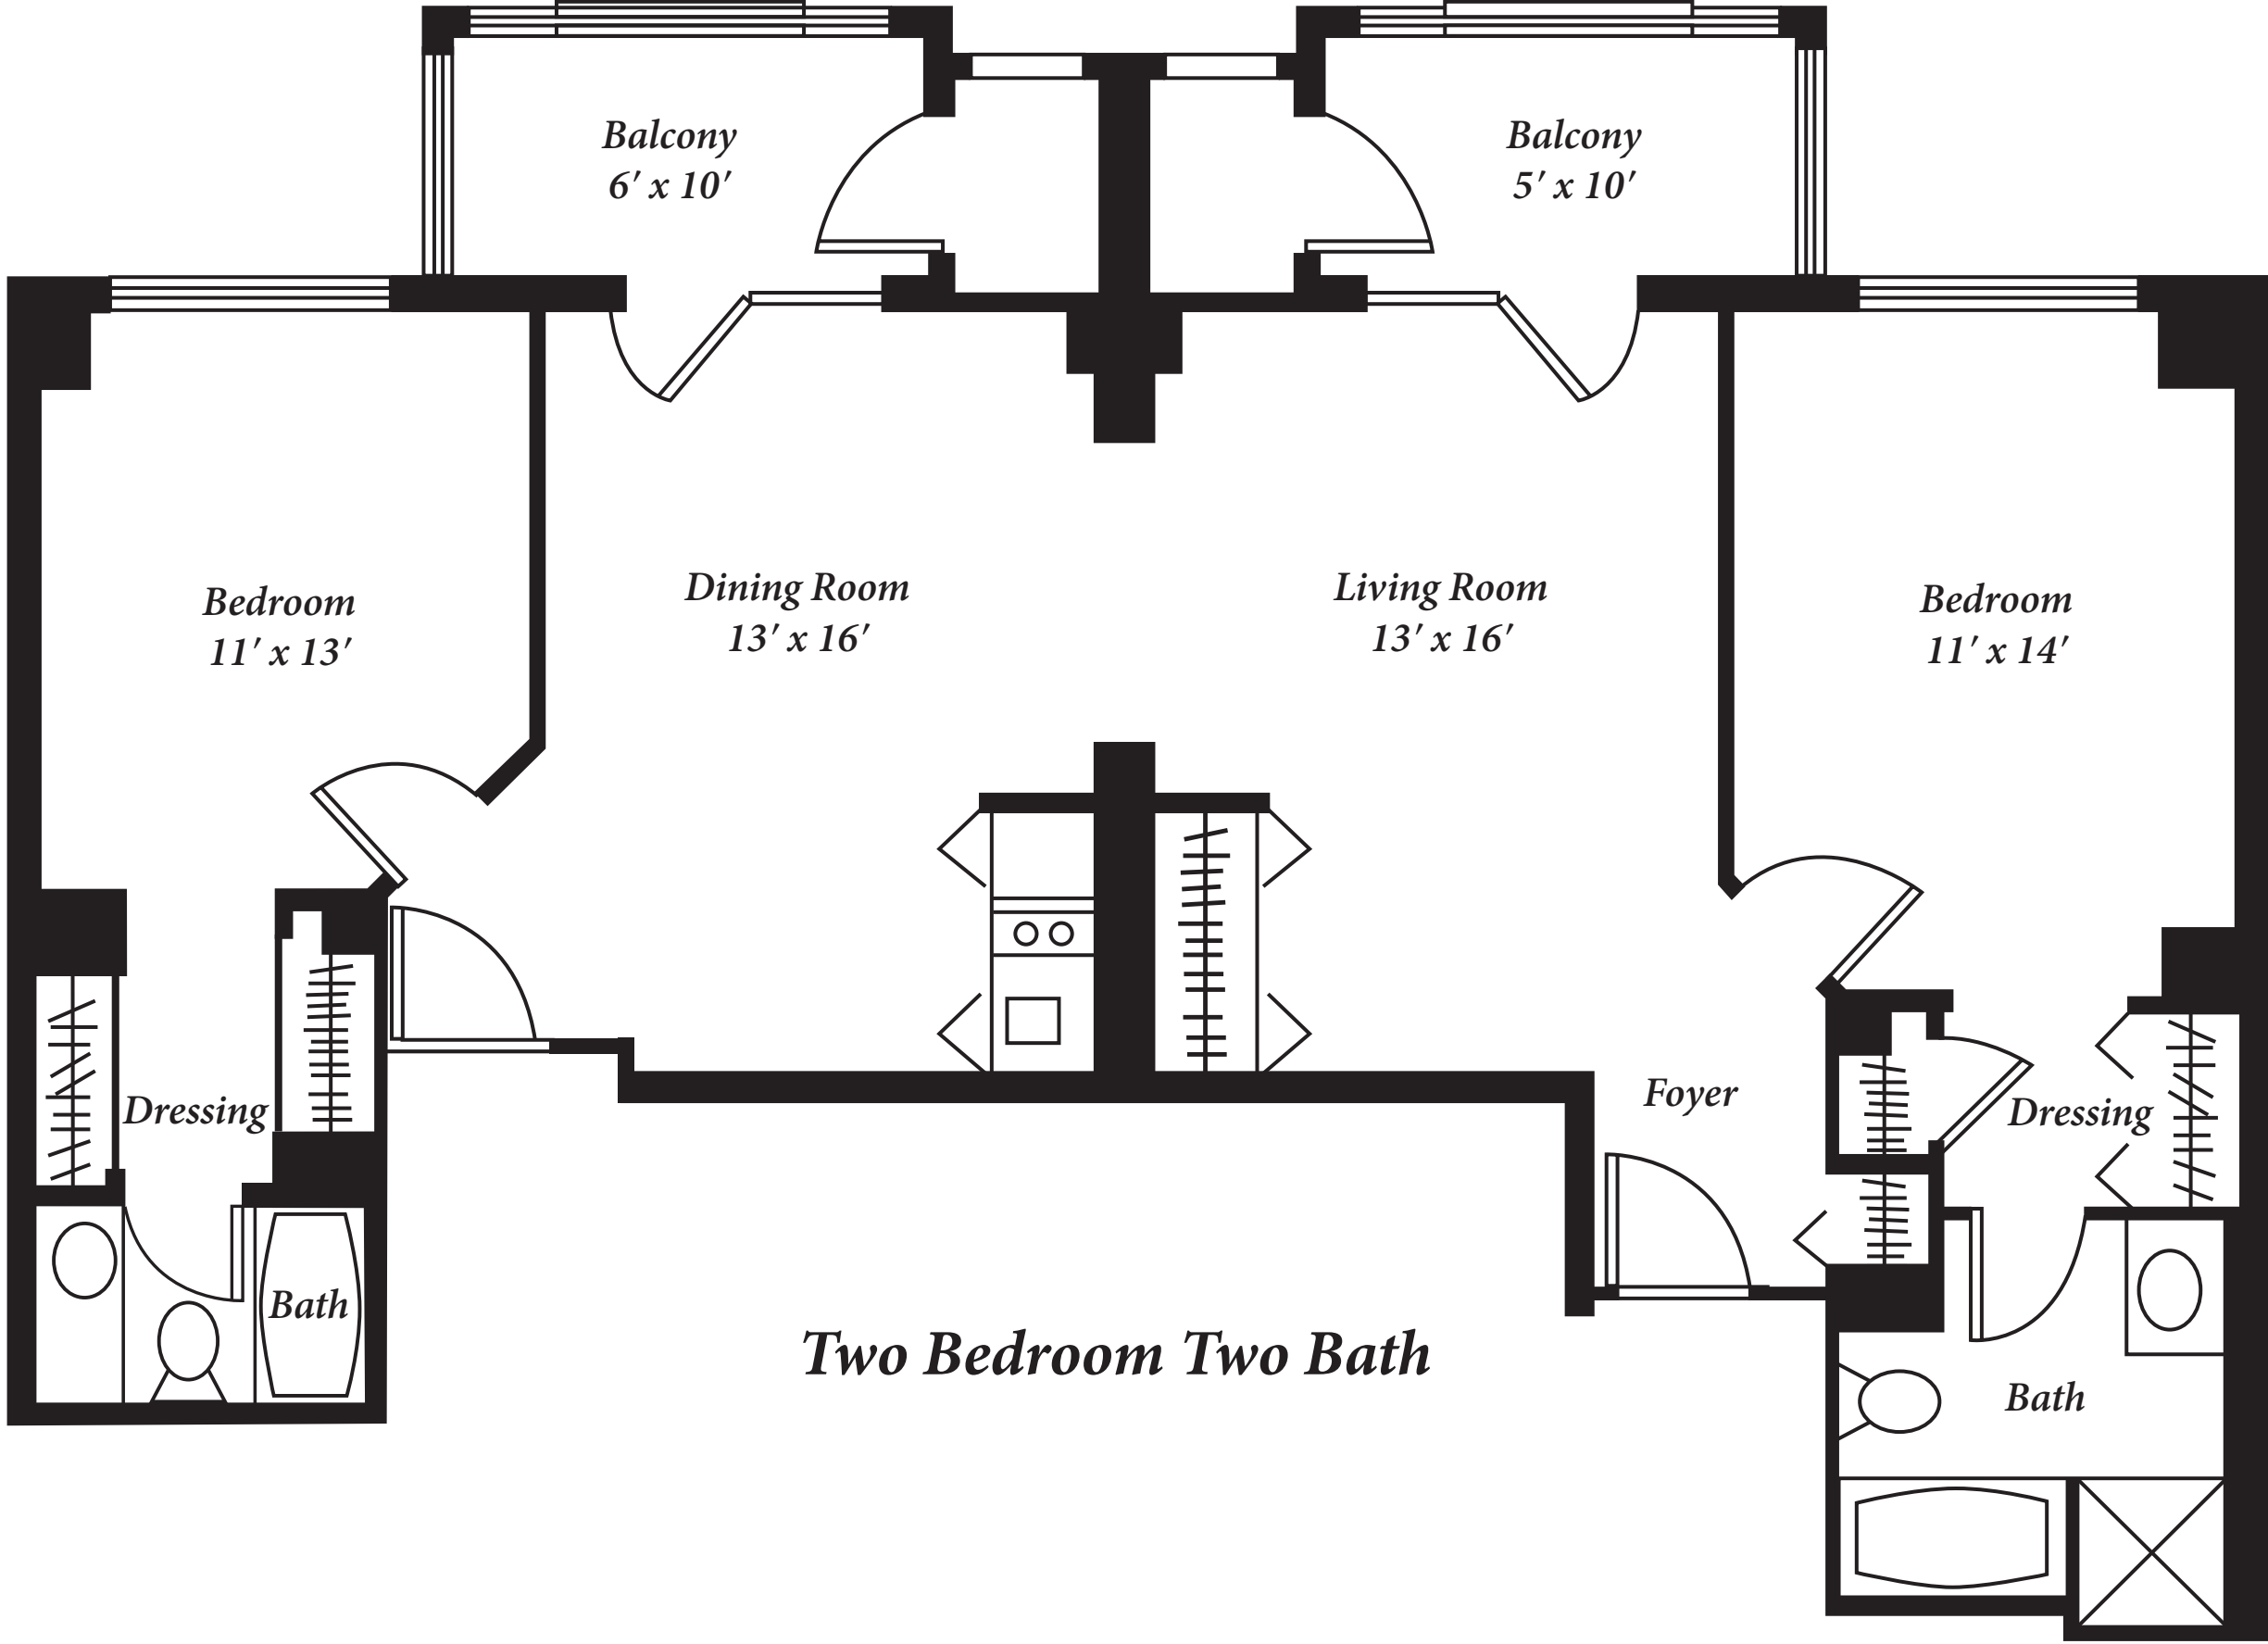 Balcony
6′ x 10′
Balcony
5′ x 10′
Bedroom
11′ x 13′
Dining Room
13′ x 16′
Living Room
13′ x 16′
Bedroom
11′ x 14′
Dressing
Foyer
Dressing
Bath
Two Bedroom Two Bath
Bath